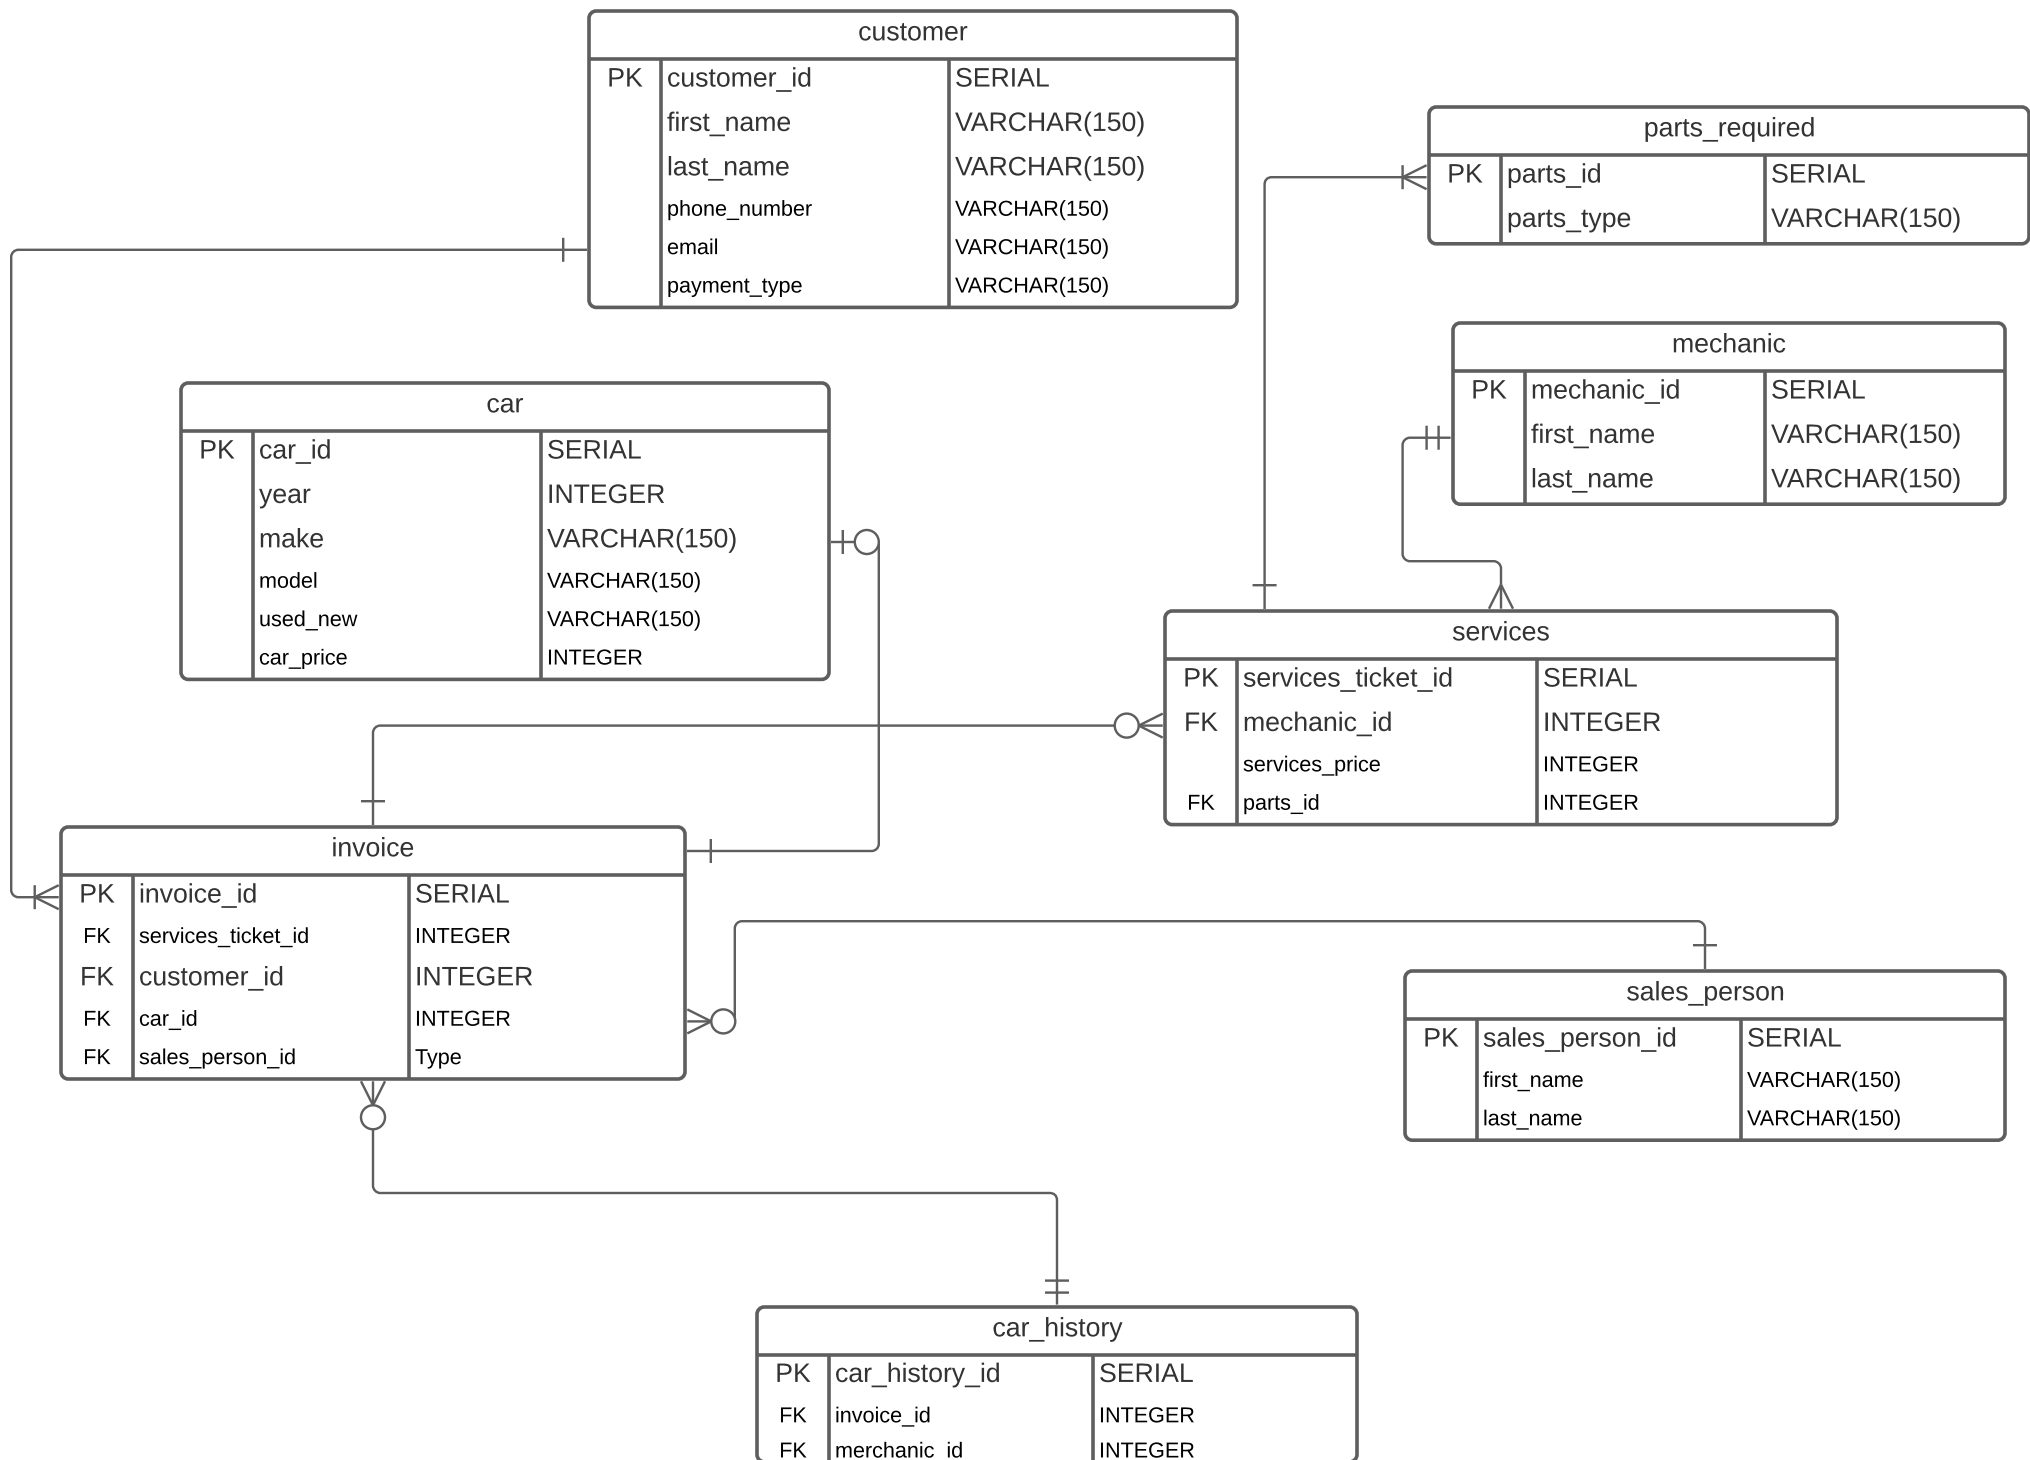 customer
PK customer_id SERIAL
first_name VARCHAR(150)
last_name VARCHAR(150)
phone_number VARCHAR(150)
email VARCHAR(150)
payment_type VARCHAR(150)
parts_required
PK parts_id SERIAL
parts_type VARCHAR(150)
mechanic
PK mechanic_id SERIAL
first_name VARCHAR(150)
last_name VARCHAR(150)
car
PK car_id SERIAL
year INTEGER
make VARCHAR(150)
model VARCHAR(150)
used_new VARCHAR(150)
car_price INTEGER
services
PK services_ticket_id SERIAL
FK mechanic_id INTEGER
services_price INTEGER
FK parts_id INTEGER
invoice
PK invoice_id SERIAL
FK services_ticket_id INTEGER
FK customer_id INTEGER
FK car_id INTEGER
FK sales_person_id Type
sales_person
PK sales_person_id SERIAL
first_name VARCHAR(150)
last_name VARCHAR(150)
car_history
PK car_history_id SERIAL
FK invoice_id INTEGER
FK merchanic_id INTEGER